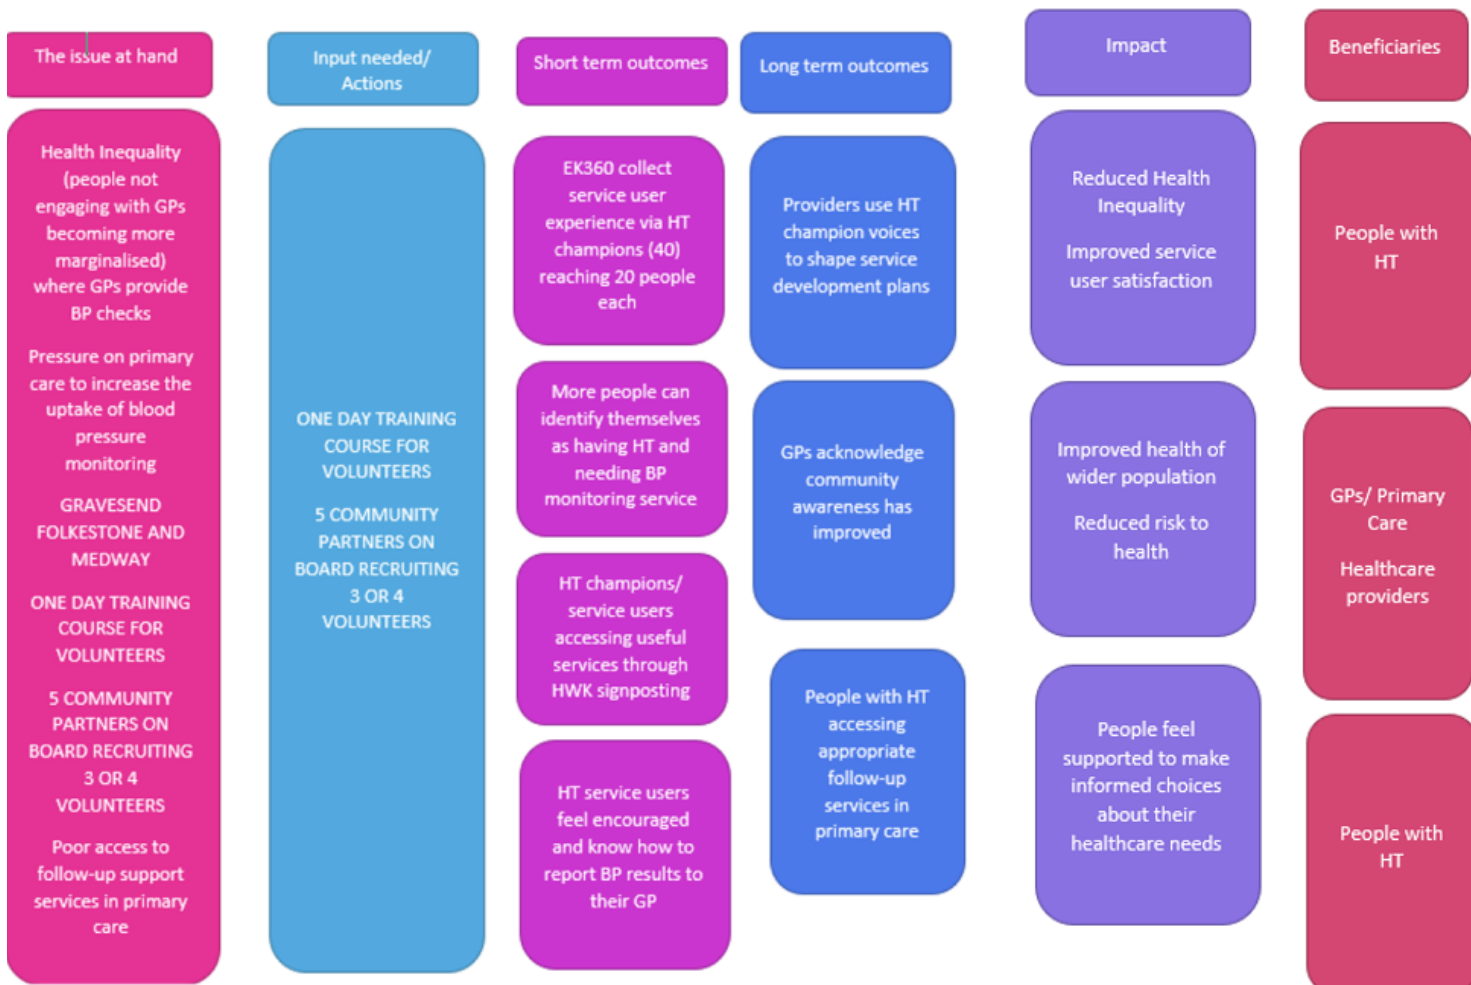 The issue at hand
Health Inequality
(people not
engaging with GPs
becoming more
marginalised)
where GPs provide
BP checks
Pressure on primary
care to increase the
uptake of blood
pressure
monitoring
GRAVESEND
FOLKESTONE AND
MEDWAY
ONE DAY TRAINING
COURSE FOR
VOLUNTEERS
5 COMMUNITY
PARTNERS ON
BOARD RECRUITING
3 OR 4
VOLUNTEERS
Poor access to
follow-up support
services in primary
care
Input needed/
Actions
ONE DAY TRAINING
COURSE FOR
VOLUNTEERS
5 COMMUNITY
PARTNERS ON
BOARD RECRUITING
3 OR 4
VOLUNTEERS
Short term outcomes
EK360 collect
service user
experience via HT
champions (40)
reaching 20 people
each
More people can
identify themselves
as having HT and
needing BP
monitoring service
HT champions/
service users
accessing useful
services through
HWK signposting
HT service users
feel encouraged
and know how to
report BP results to
their GP
Long term outcomes
Providers use HT
champion voices
to shape service
development plans
GPs acknowledge
community
awareness has
improved
People with HT
accessing
appropriate
follow-up
services in
primary care
Impact
Reduced Health
Inequality
Improved service
user satisfaction
Improved health of
wider population
Reduced risk to
health
People feel
supported to make
informed choices
about their
healthcare needs
Beneficiaries
People with
HT
GPs/ Primary
Care
Healthcare
providers
People with
HT